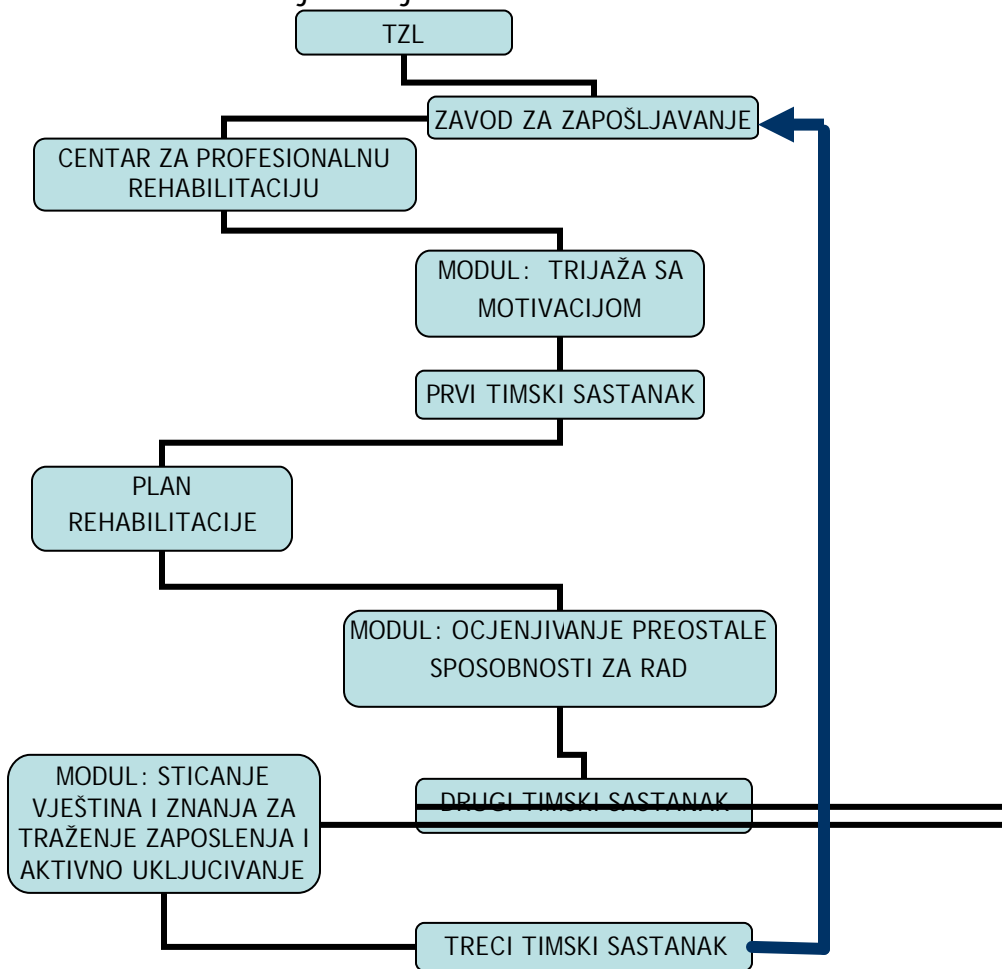 TZL
ZAVOD ZA ZAPOŠLJAVANJE
CENTAR ZA PROFESIONALNU
REHABILITACIJU
MODUL: TRIJAŽA SA
MOTIVACIJOM
PRVI TIMSKI SASTANAK
PLAN
REHABILITACIJE
MODUL: OCJENJIVANJE PREOSTALE
SPOSOBNOSTI ZA RAD
MODUL: STICANJE
VJEŠTINA I ZNANJA ZA
TRAŽENJE ZAPOSLENJA I
AKTIVNO UKLJUCIVANJE
DRUGI TIMSKI SASTANAK
TRECI TIMSKI SASTANAK